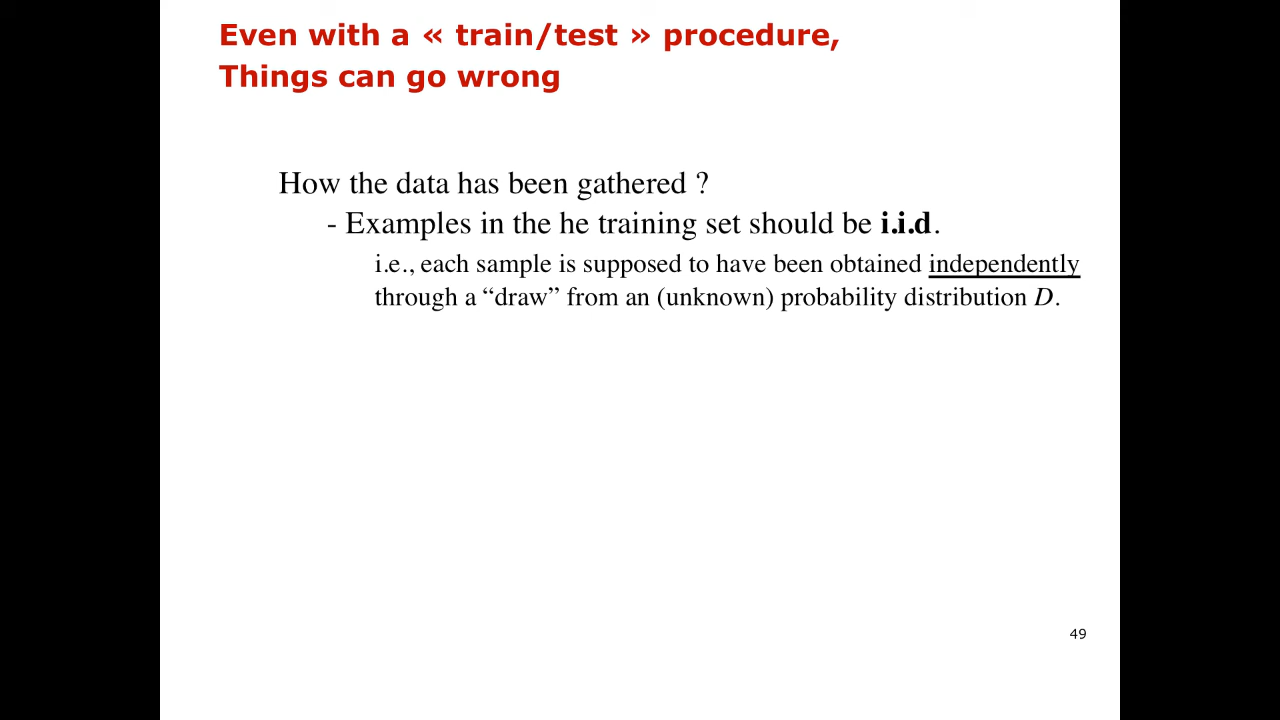 Even with a « train/test » procedure,
Things can go wrong
How the data has been gathered ?
- Examples in the he training set should be i.i.d.
i.e., each sample is supposed to have been obtained independently
through a “draw” from an (unknown) probability distribution D.
49